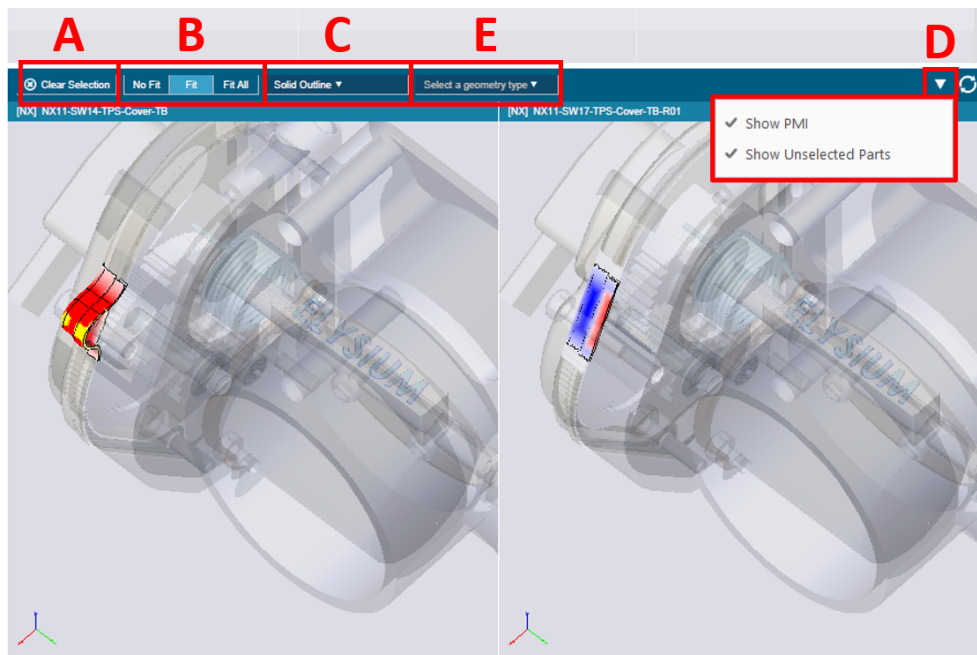 A B C E D
Clear Selection No Fit Fit Fit All Solid Outline ▼ Select a geometry type ▼ ▼
[NX] NX11-SW14-TPS-Cover-TB [NX] NX11-SW17-TPS-Cover-TB-R01
✔ Show PMI
✔ Show Unselected Parts
ELYSIUM ELYSIUM